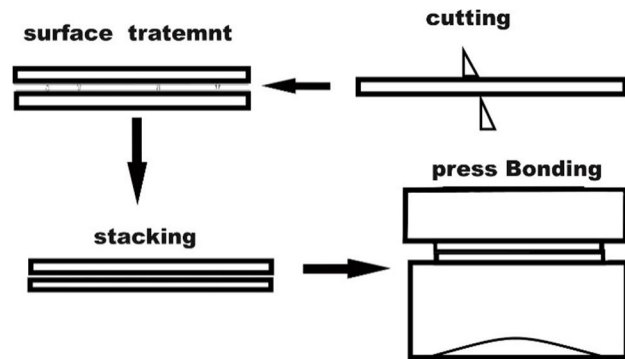 surface tratemnt
cutting
press Bonding
stacking